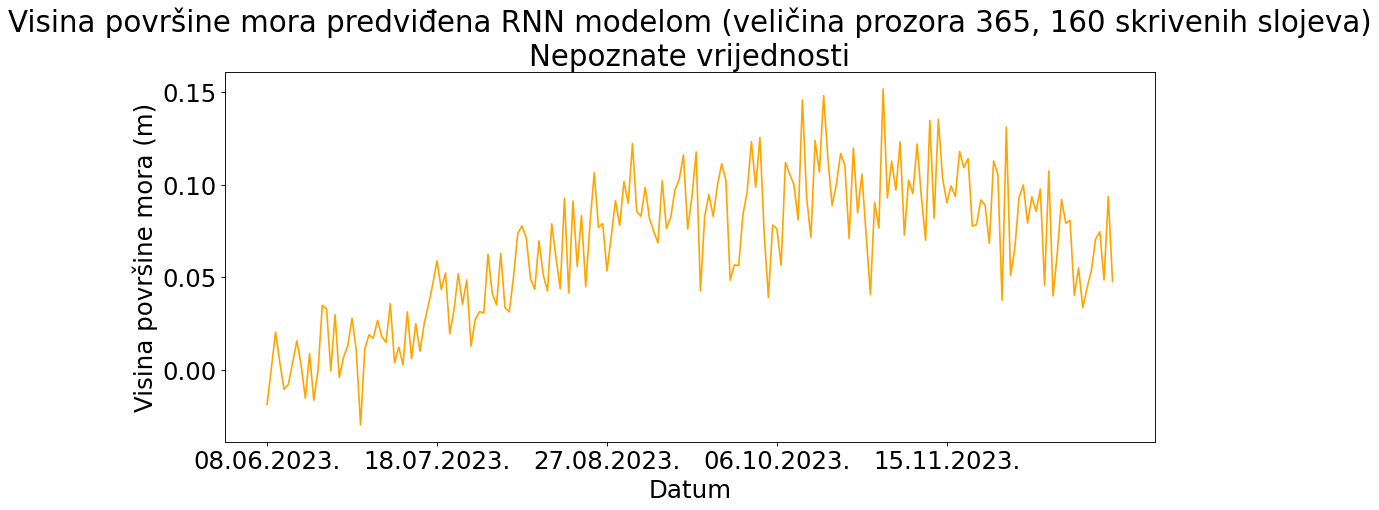 Visina površine mora predviđena RNN modelom (veličina prozora 365, 160 skrivenih slojeva)
Nepoznate vrijednosti
Visina površine mora (m)
0.15
0.10
0.05
0.00
08.06.2023. 18.07.2023. 27.08.2023. 06.10.2023. 15.11.2023.
Datum